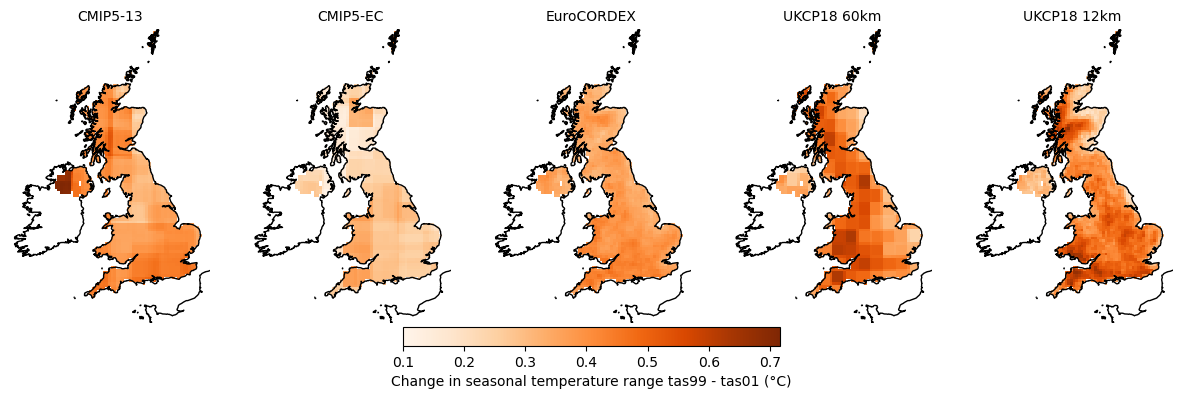 CMIP5-13 CMIP5-EC EuroCORDEX UKCP18 60km UKCP18 12km
0.1 0.2 0.3 0.4 0.5 0.6 0.7
Change in seasonal temperature range tas99 - tas01 (°C)